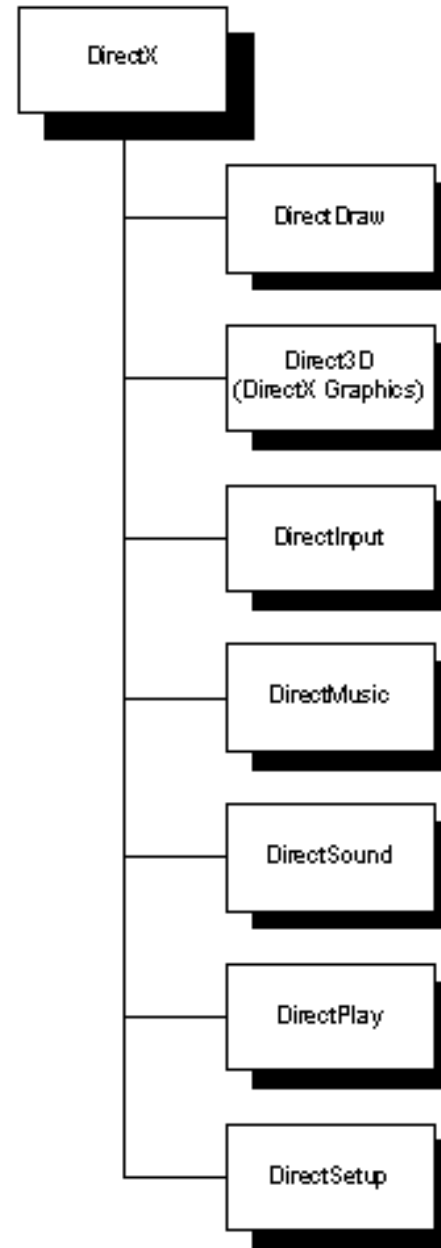 DirectX
DirectDraw
Direct3D
(DirectX Graphics)
DirectInput
DirectMusic
DirectSound
DirectPlay
DirectSetup